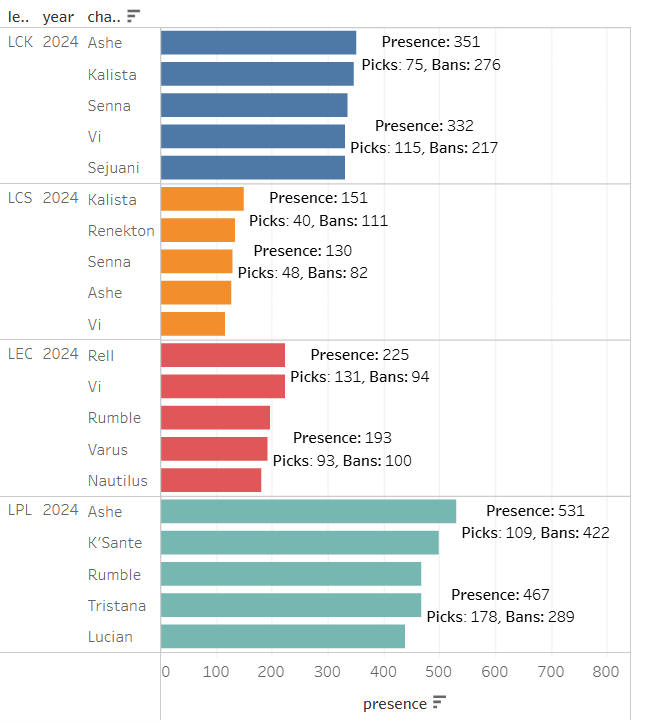 le.. year cha..
LCK 2024 Ashe
Presence: 351
Kalista
Picks: 75, Bans: 276
Senna
Presence: 332
Vi
Picks: 115, Bans: 217
Sejuani
LCS 2024 Kalista
Presence: 151
Picks: 40, Bans: 111
Renekton
Presence: 130
Senna
Picks: 48, Bans: 82
Ashe
Vi
LEC 2024 Rell
Presence: 225
Picks: 131, Bans: 94
Vi
Rumble
Presence: 193
Varus
Picks: 93, Bans: 100
Nautilus
LPL 2024 Ashe
Presence: 531
Picks: 109, Bans: 422
K'Sante
Rumble
Presence: 467
Tristana
Picks: 178, Bans: 289
Lucian
0 100 200 300 400 500 600 700 800
presence